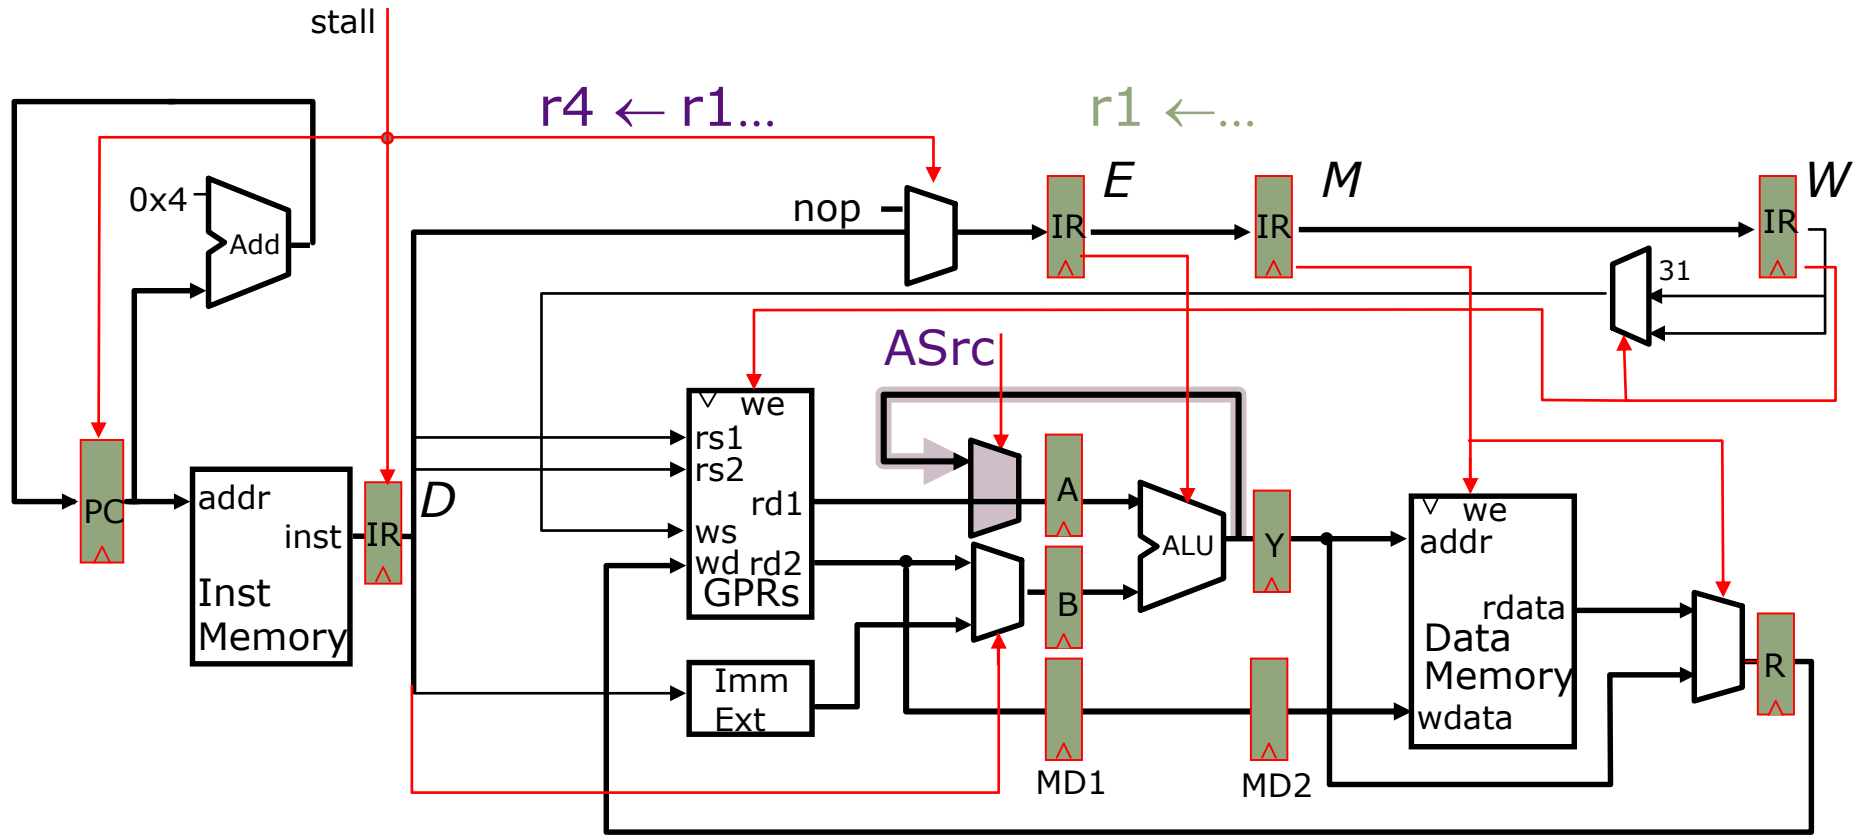 stall
r4 ← r1...
r1 ←...
0x4
Add
nop
IR
E
IR
M
IR
W
31
ASrc
we
rs1
rs2
rd1
ws
wd rd2
GPRs
A
B
ALU
Y
PC
addr
inst
Inst
Memory
IR
D
Imm
Ext
MD1
MD2
we
addr
rdata
Data
Memory
wdata
R